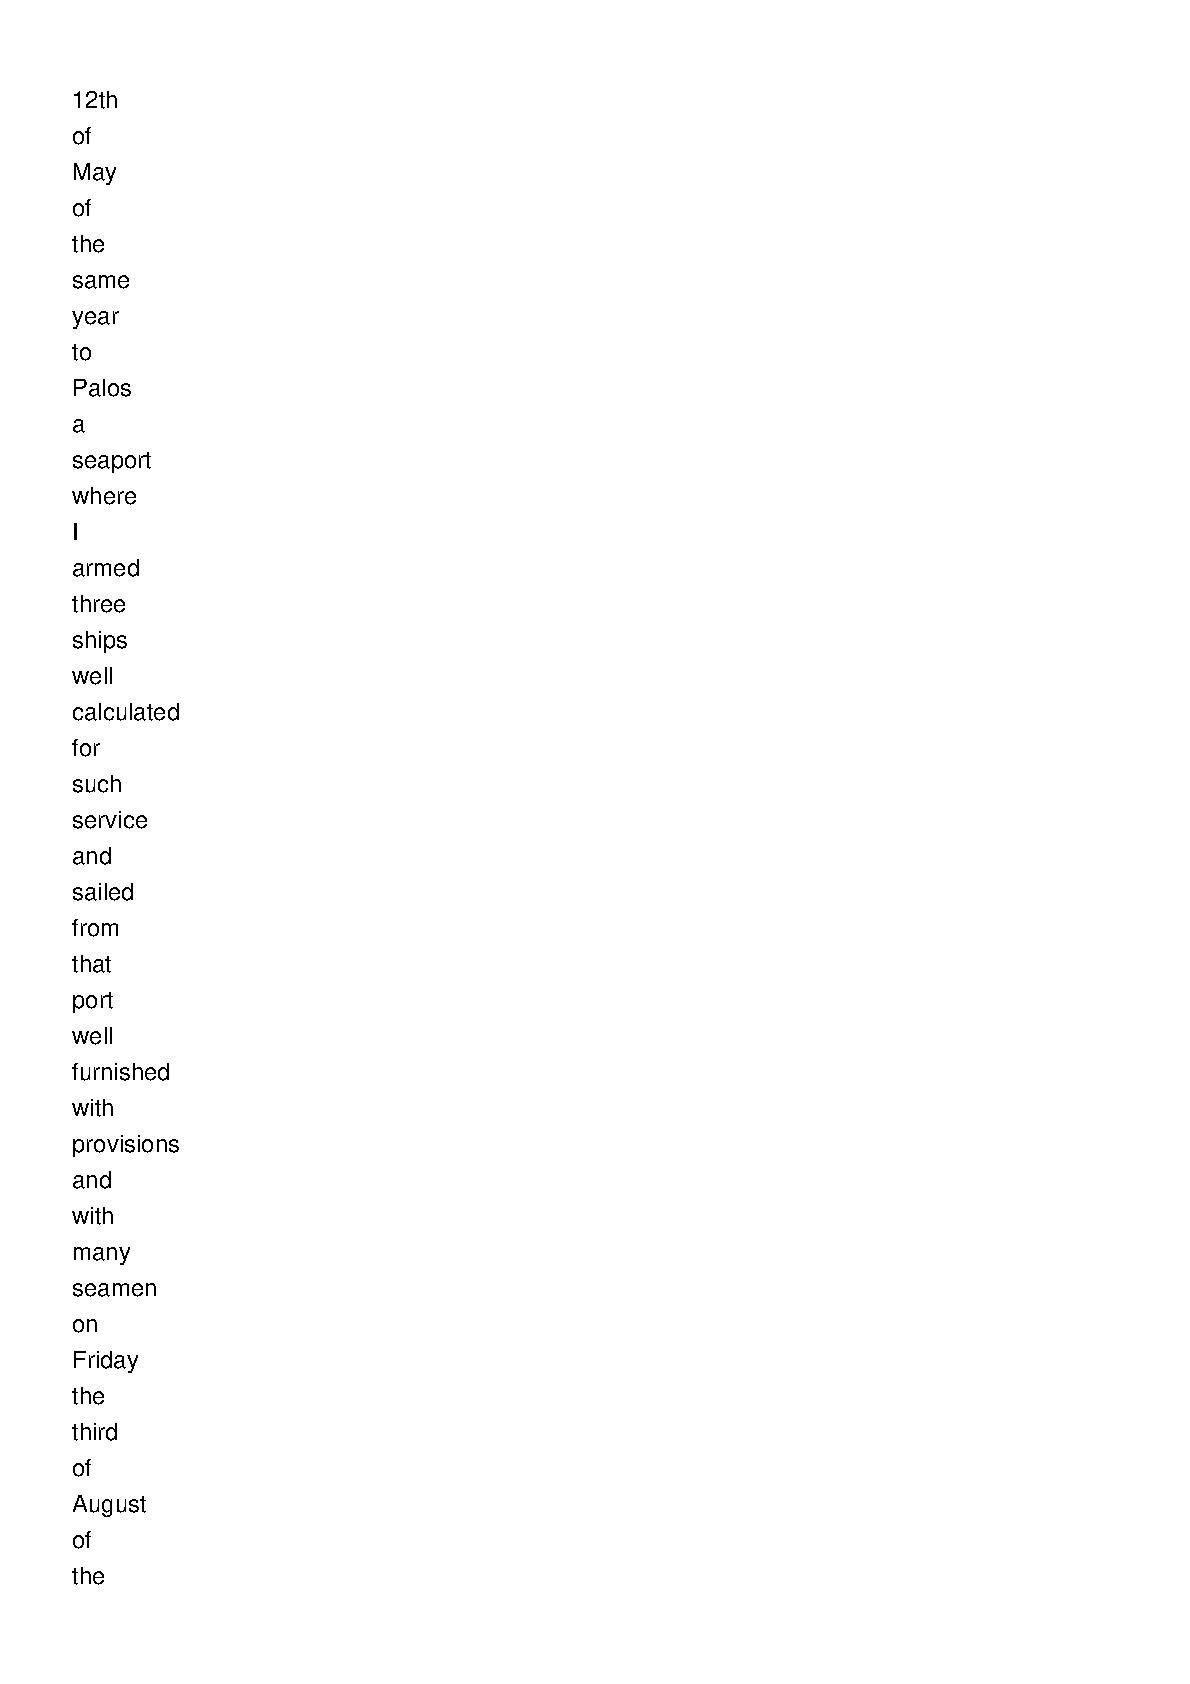 12th
of
May
of
the
same
year
to
Palos
a
seaport
where
I
armed
three
ships
well
calculated
for
such
service
and
sailed
from
that
port
well
furnished
with
provisions
and
with
many
seamen
on
Friday
the
third
of
August
of
the